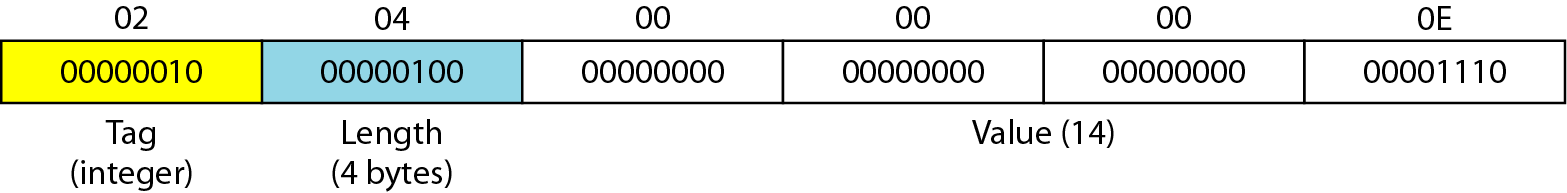 02 04 00 00 00 0E
00000010 00000100 00000000 00000000 00000000 00001110
Tag Length Value (14)
(integer) (4 bytes)